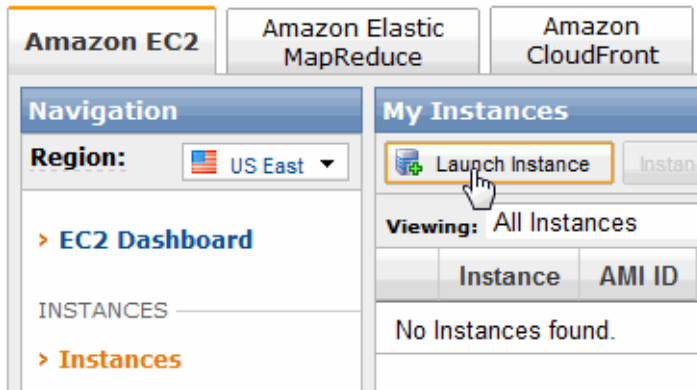 Amazon EC2
Amazon Elastic
MapReduce
Amazon
CloudFront
Navigation
Region:
US East
EC2 Dashboard
INSTANCES
Instances
My Instances
Launch Instance
Viewing: All Instances
Instance AMI ID
No Instances found.